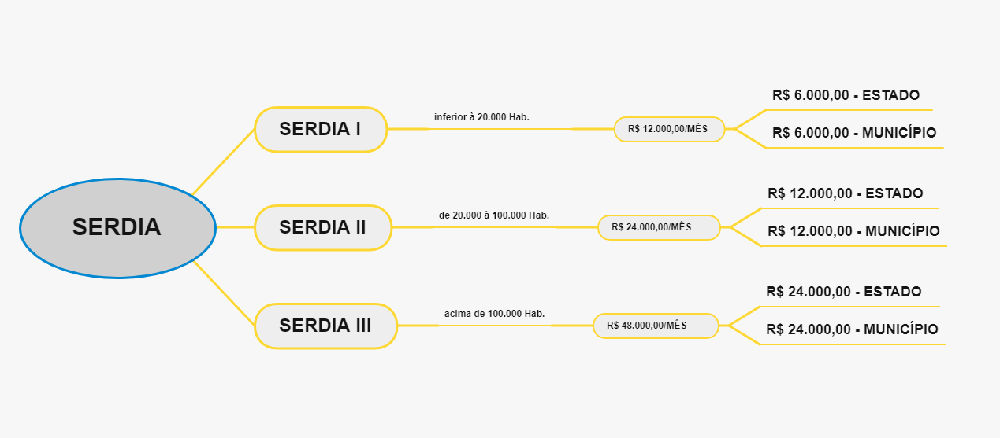 SERDIA
SERDIA I
inferior à 20.000 Hab.
R$ 12.000,00/MÊS
R$ 6.000,00 - ESTADO
R$ 6.000,00 - MUNICÍPIO
SERDIA II
de 20.000 à 100.000 Hab.
R$ 24.000,00/MÊS
R$ 12.000,00 - ESTADO
R$ 12.000,00 - MUNICÍPIO
SERDIA III
acima de 100.000 Hab.
R$ 48.000,00/MÊS
R$ 24.000,00 - ESTADO
R$ 24.000,00 - MUNICÍPIO